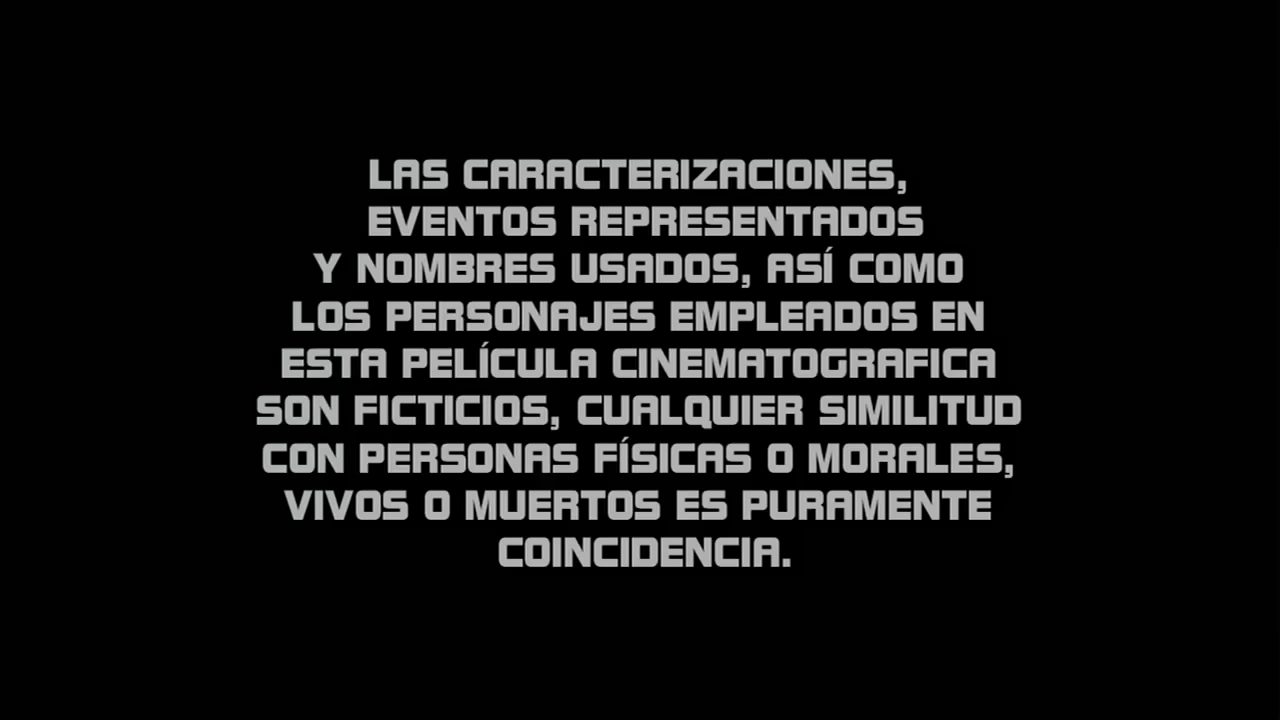 LAS CARACTERIZACIONES,
EVENTOS REPRESENTADOS
Y NOMBRES USADOS, ASÍ COMO
LOS PERSONAJES EMPLEADOS EN
ESTA PELÍCULA CINEMATOGRAFICA
SON FICTICIOS, CUALQUIER SIMILITUD
CON PERSONAS FÍSICAS O MORALES,
VIVOS O MUERTOS ES PURAMENTE
COINCIDENCIA.